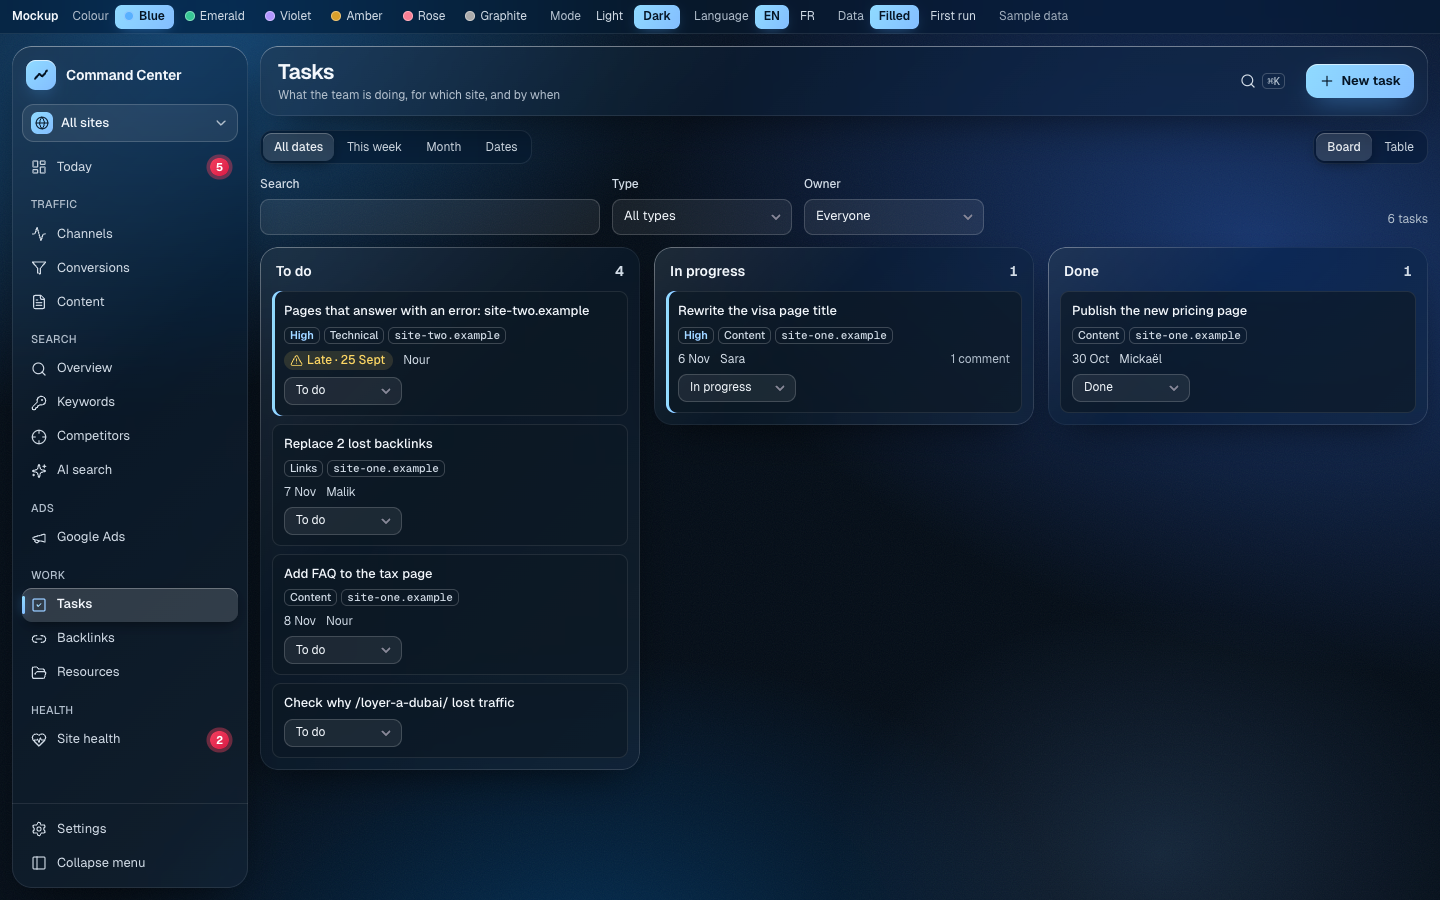 Mockup Colour Blue Emerald Violet Amber Rose Graphite Mode Light Dark Language EN FR Data Filled First run Sample data
Command Center
All sites
Today 5
TRAFFIC
Channels
Conversions
Content
SEARCH
Overview
Keywords
Competitors
AI search
ADS
Google Ads
WORK
Tasks
Backlinks
Resources
HEALTH
Site health 2
Settings
Collapse menu
Tasks
What the team is doing, for which site, and by when
⌘K
New task
All dates This week Month Dates
Board Table
Search
Type
All types
Owner
Everyone
6 tasks
To do 4
Pages that answer with an error: site-two.example
High Technical site-two.example
Late · 25 Sept Nour
To do
Replace 2 lost backlinks
Links site-one.example
7 Nov Malik
To do
Add FAQ to the tax page
Content site-one.example
8 Nov Nour
To do
Check why /loyer-a-dubai/ lost traffic
To do
In progress 1
Rewrite the visa page title
High Content site-one.example
6 Nov Sara 1 comment
In progress
Done 1
Publish the new pricing page
Content site-one.example
30 Oct Mickaël
Done